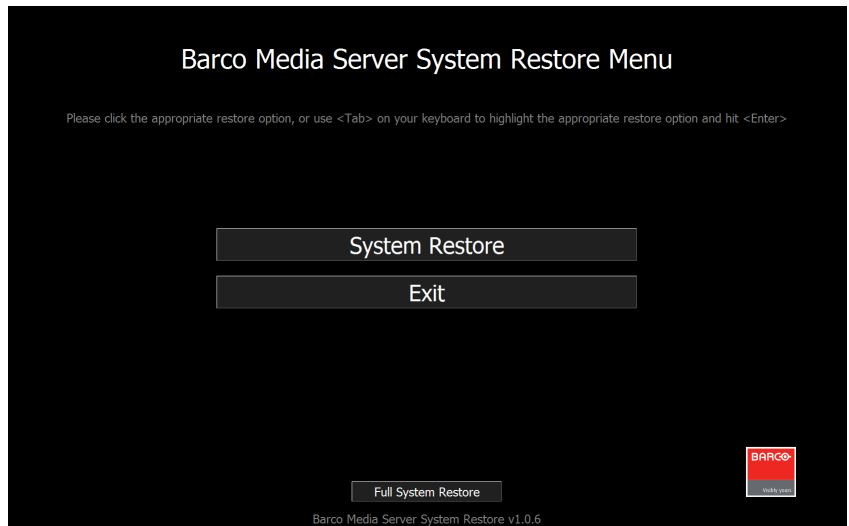 Barco Media Server System Restore Menu
Please click the appropriate restore option, or use <Tab> on your keyboard to highlight the appropriate restore option and hit <Enter>
System Restore
Exit
BARCO
Visibly yours
Full System Restore
Barco Media Server System Restore v1.0.6